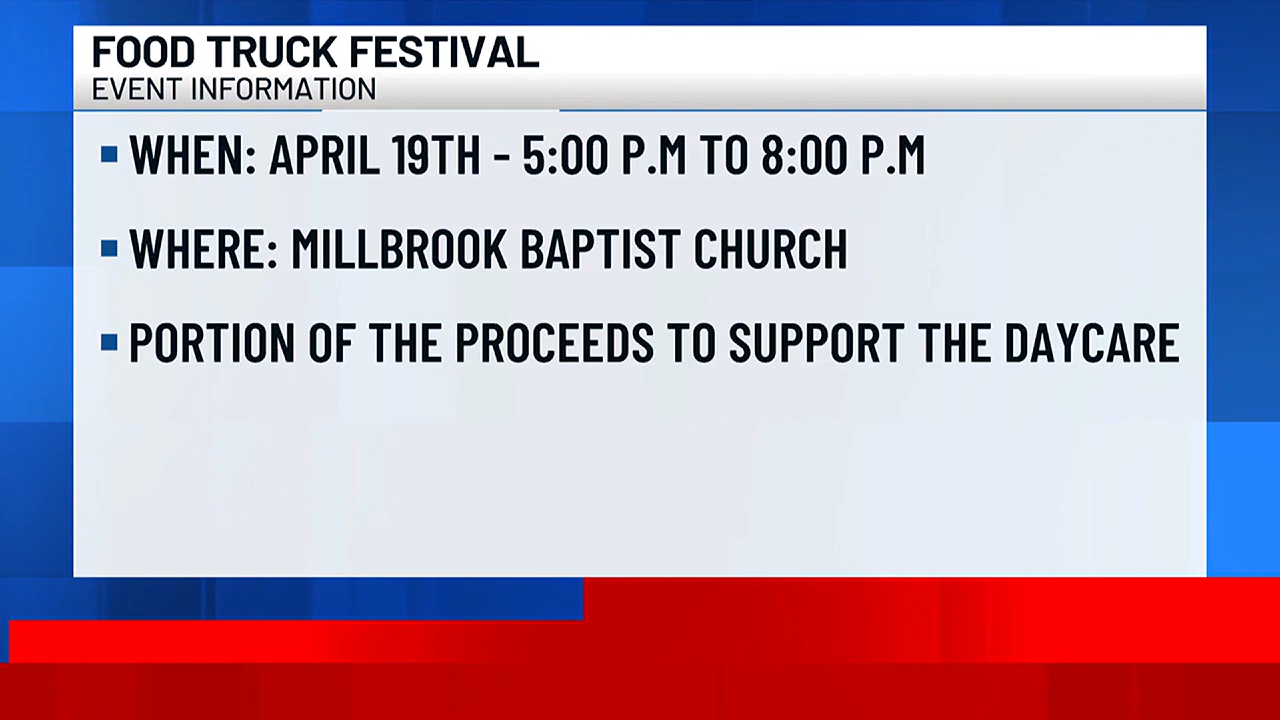 FOOD TRUCK FESTIVAL
EVENT INFORMATION
WHEN: APRIL 19TH - 5:00 P.M TO 8:00 P.M
WHERE: MILLBROOK BAPTIST CHURCH
PORTION OF THE PROCEEDS TO SUPPORT THE DAYCARE